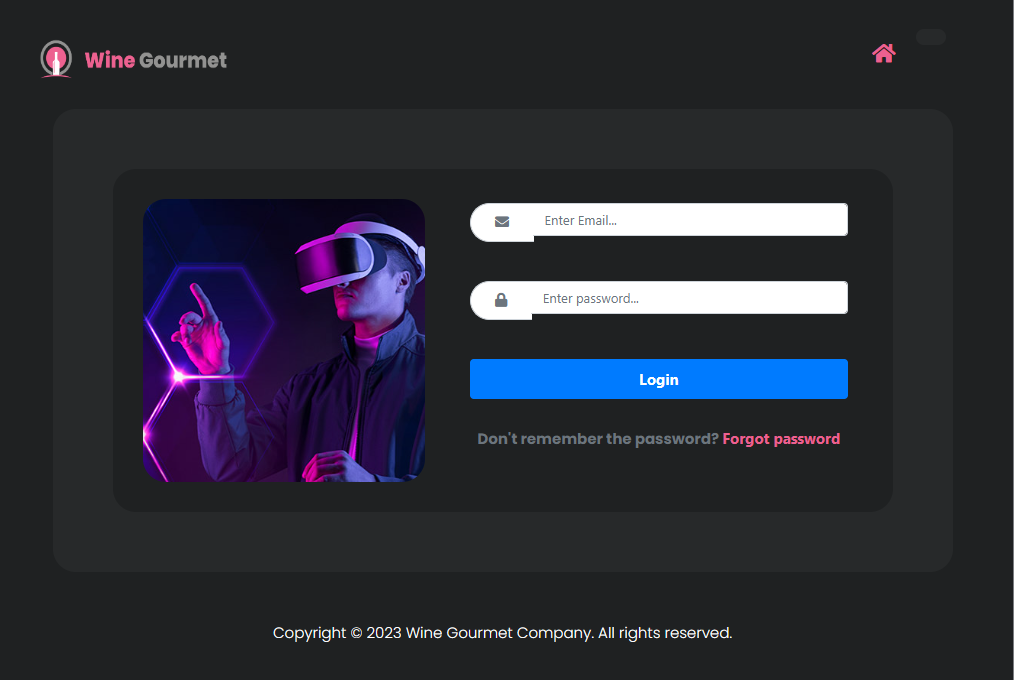 Wine Gourmet
Enter Email...
Enter password...
Login
Don't remember the password? Forgot password
Copyright © 2023 Wine Gourmet Company. All rights reserved.